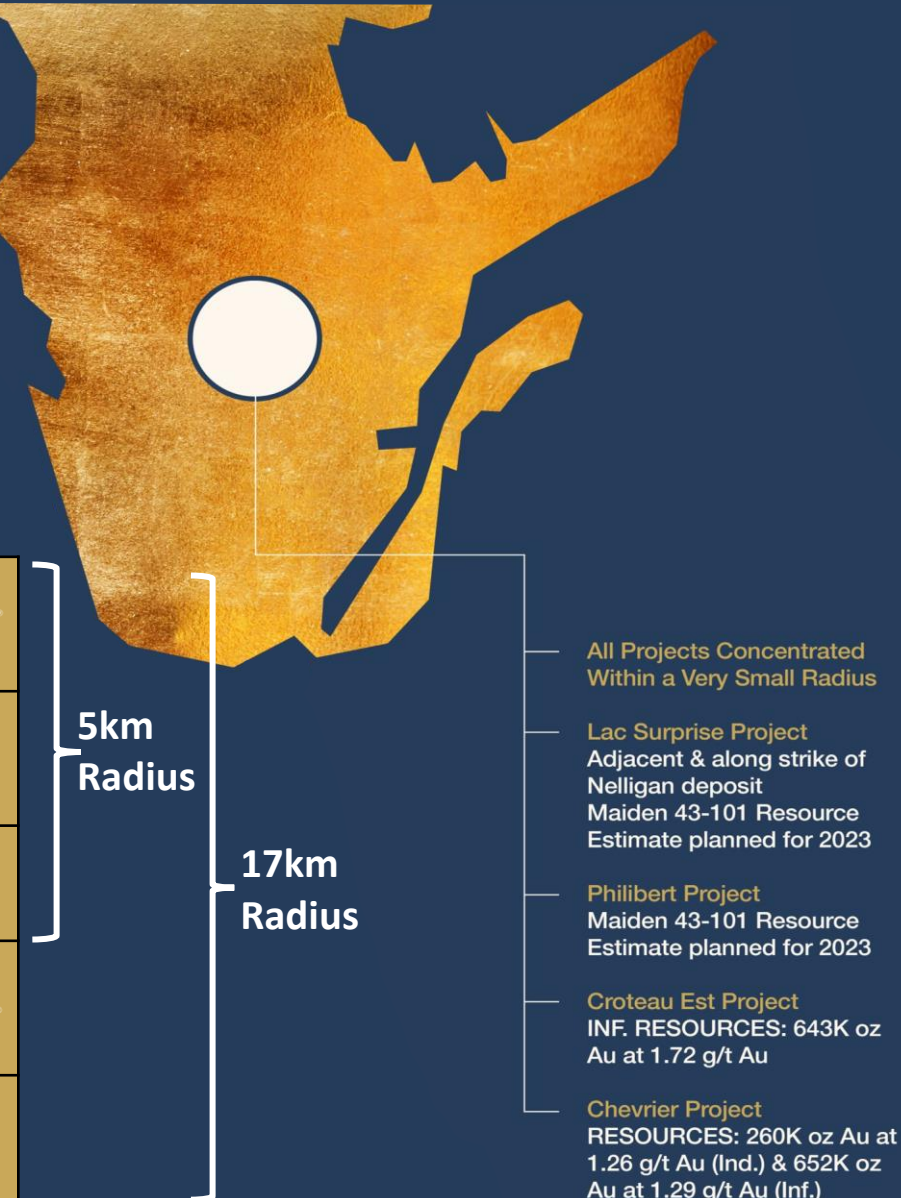 5km
Radius
17km
Radius
All Projects Concentrated
Within a Very Small Radius
Lac Surprise Project
Adjacent & along strike of
Nelligan deposit
Maiden 43-101 Resource
Estimate planned for 2023
Philibert Project
Maiden 43-101 Resource
Estimate planned for 2023
Croteau Est Project
INF. RESOURCES: 643K oz
Au at 1.72 g/t Au
Chevrier Project
RESOURCES: 260K oz Au at
1.26 g/t Au (Ind.) & 652K oz
Au at 1.29 g/t Au (Inf.)